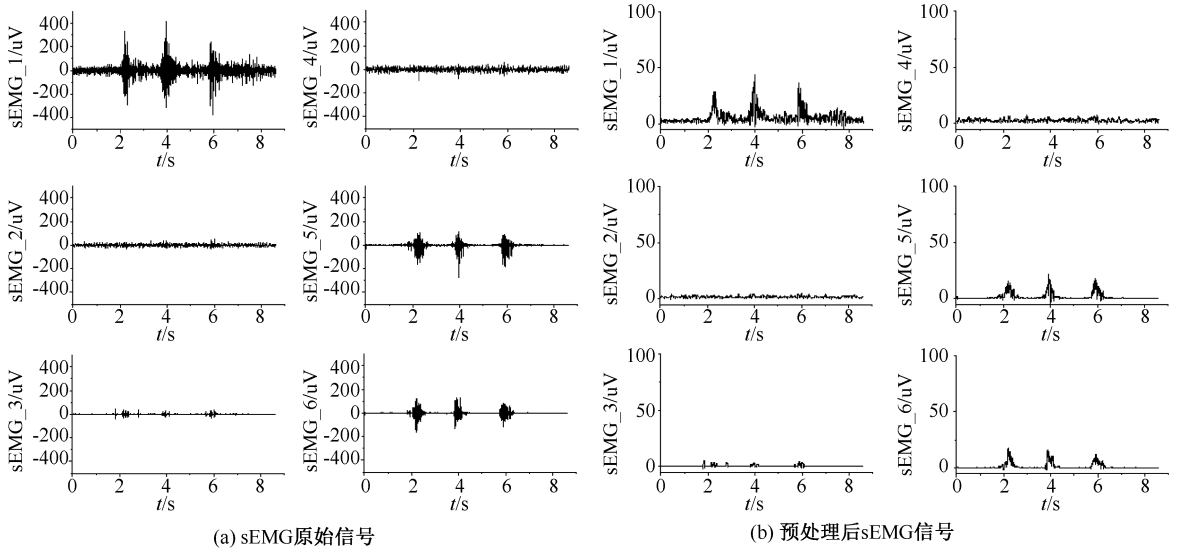 400
200
0
-200
-400
sEMG_1/uV
0 2 4 6 8
t/s
400
200
0
-200
-400
sEMG_4/uV
0 2 4 6 8
t/s
400
200
0
-200
-400
sEMG_2/uV
0 2 4 6 8
t/s
400
200
0
-200
-400
sEMG_5/uV
0 2 4 6 8
t/s
400
200
0
-200
-400
sEMG_3/uV
0 2 4 6 8
t/s
400
200
0
-200
-400
sEMG_6/uV
0 2 4 6 8
t/s
(a) sEMG原始信号
100
50
0
sEMG_1/uV
0 2 4 6 8
t/s
100
50
0
sEMG_4/uV
0 2 4 6 8
t/s
100
50
0
sEMG_2/uV
0 2 4 6 8
t/s
100
50
0
sEMG_5/uV
0 2 4 6 8
t/s
100
50
0
sEMG_3/uV
0 2 4 6 8
t/s
100
50
0
sEMG_6/uV
0 2 4 6 8
t/s
(b) 预处理后sEMG信号